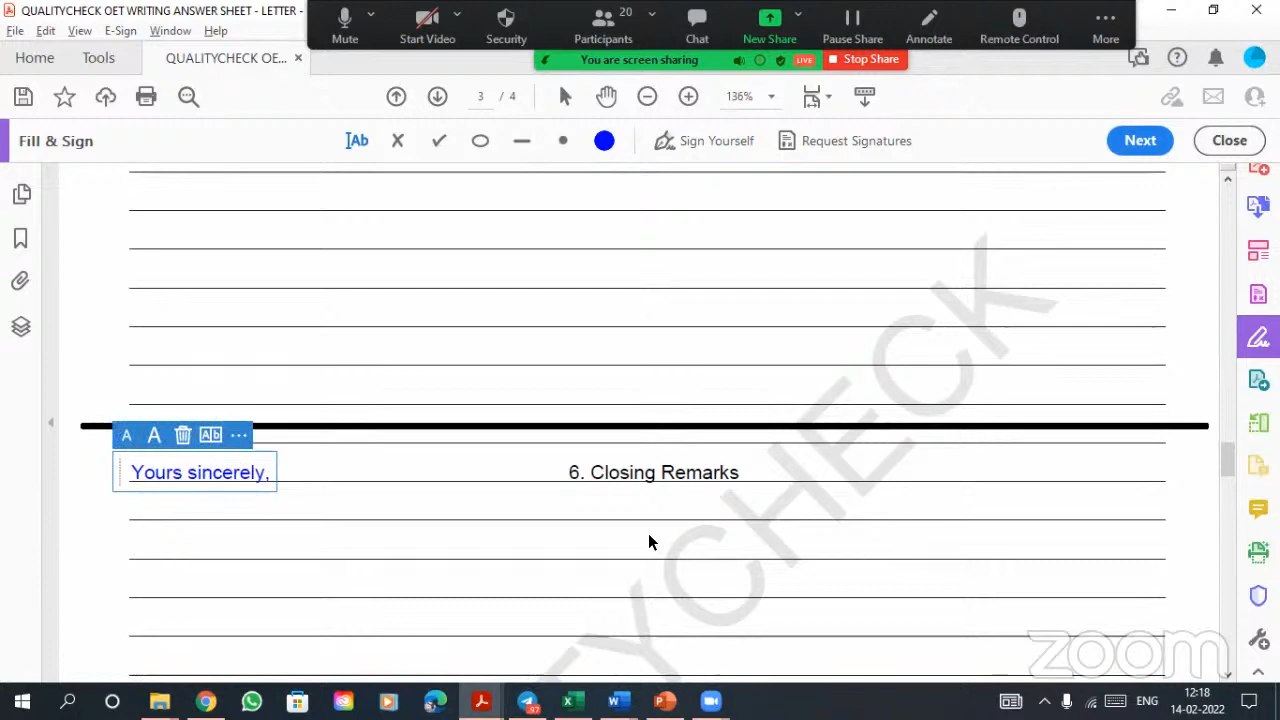 QUALITYCHECK OET WRITING ANSWER SHEET - LETTER -
File Edit View E-Sign Window Help
Mute Start Video Security Participants 20 Chat New Share Pause Share Annotate Remote Control More
You are screen sharing LIVE Stop Share
Home Tools QUALITYCHECK OE... ×
3 / 4 136%
Fill & Sign Ab Sign Yourself Request Signatures Next Close
A A Ab ...
Yours sincerely, 6. Closing Remarks
QUALITYCHECK
zoom
97
ENG 12:18
14-02-2022